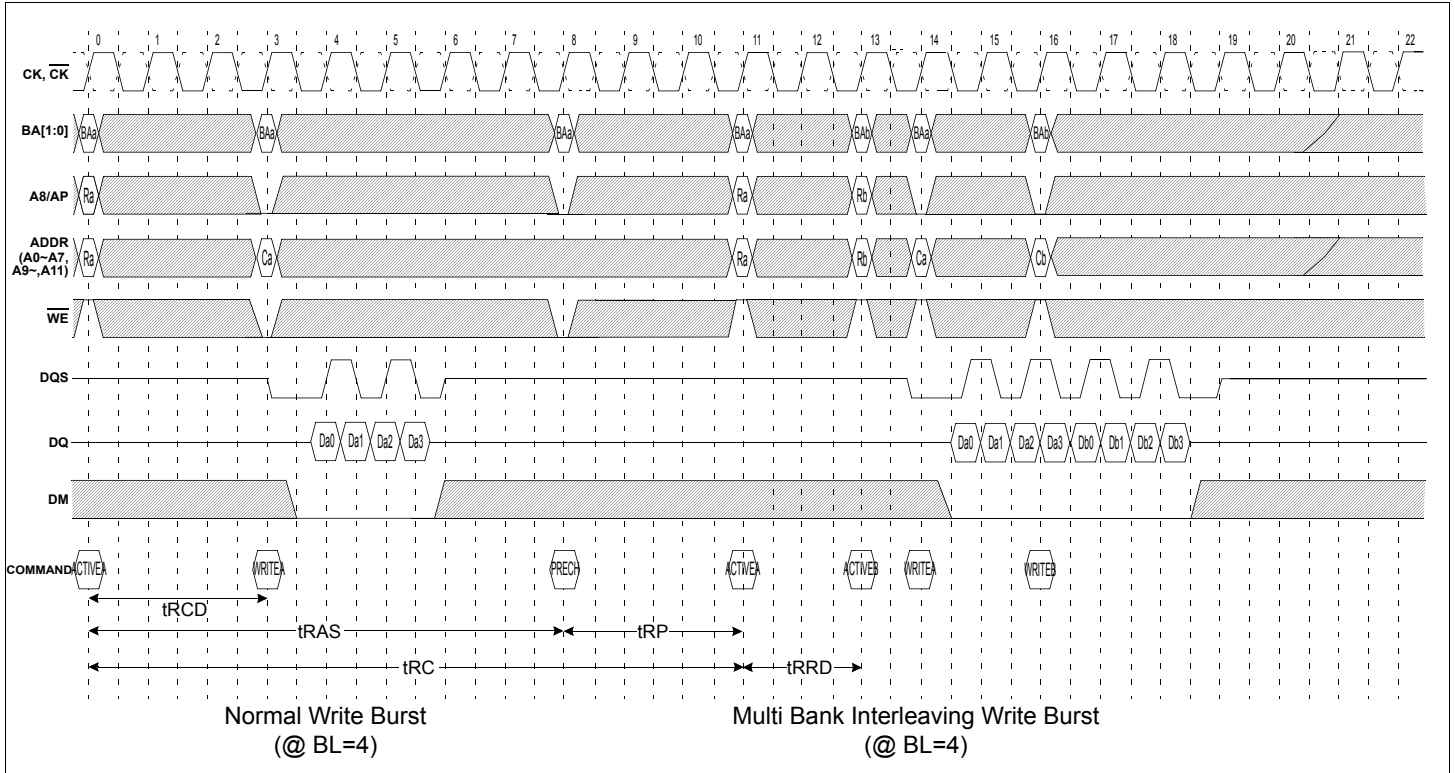 0 1 2 3 4 5 6 7 8 9 10 11 12 13 14 15 16 17 18 19 20 21 22
CK, CK
BA[1:0] BAa BAa BAa BAa BAb BAa BAb
A8/AP Ra Ra Rb
ADDR
(A0~A7, Ra Ca Ra Rb Ca Cb
A9~,A11)
WE
DQS
DQ Da0 Da1 Da2 Da3 Da0 Da1 Da2 Da3 Db0 Db1 Db2 Db3
DM
COMMAND ACTIVEA WRITEA PRECH ACTIVEA ACTIVEB WRITEA WRITEB
tRCD
tRAS tRP
tRC tRRD
Normal Write Burst Multi Bank Interleaving Write Burst
(@ BL=4) (@ BL=4)